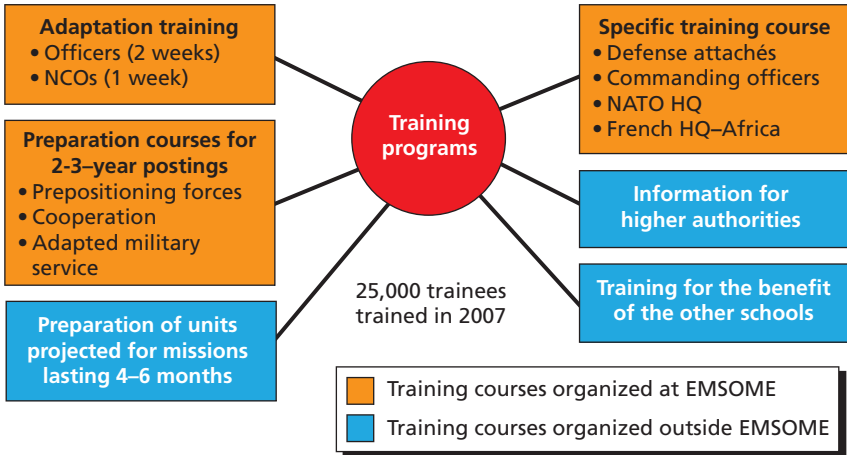 Adaptation training
• Officers (2 weeks)
• NCOs (1 week)
Preparation courses for
2-3–year postings
• Prepositioning forces
• Cooperation
• Adapted military
service
Preparation of units
projected for missions
lasting 4–6 months
Training
programs
25,000 trainees
trained in 2007
Specific training course
• Defense attachés
• Commanding officers
• NATO HQ
• French HQ–Africa
Information for
higher authorities
Training for the benefit
of the other schools
Training courses organized at EMSOME
Training courses organized outside EMSOME